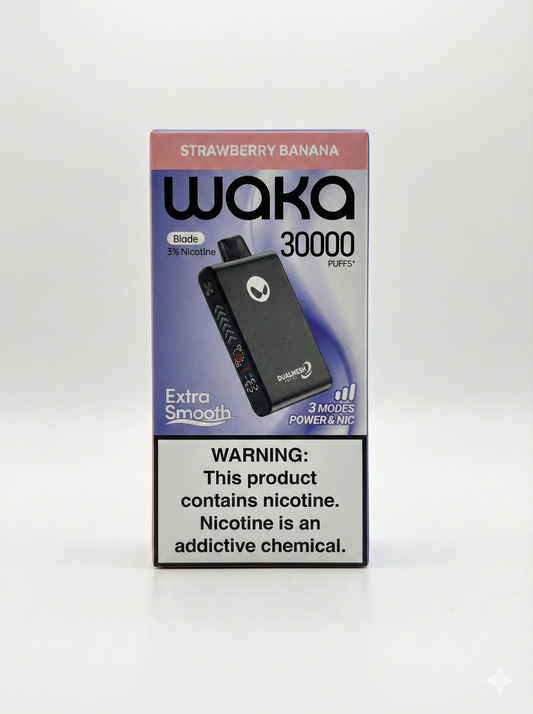 STRAWBERRY BANANA
waka
Blade
3% Nicotine
30000
PUFFS*
DUALMESH
100
Extra
Smooth
3 MODES
POWER & NIC
WARNING:
This product
contains nicotine.
Nicotine is an
addictive chemical.